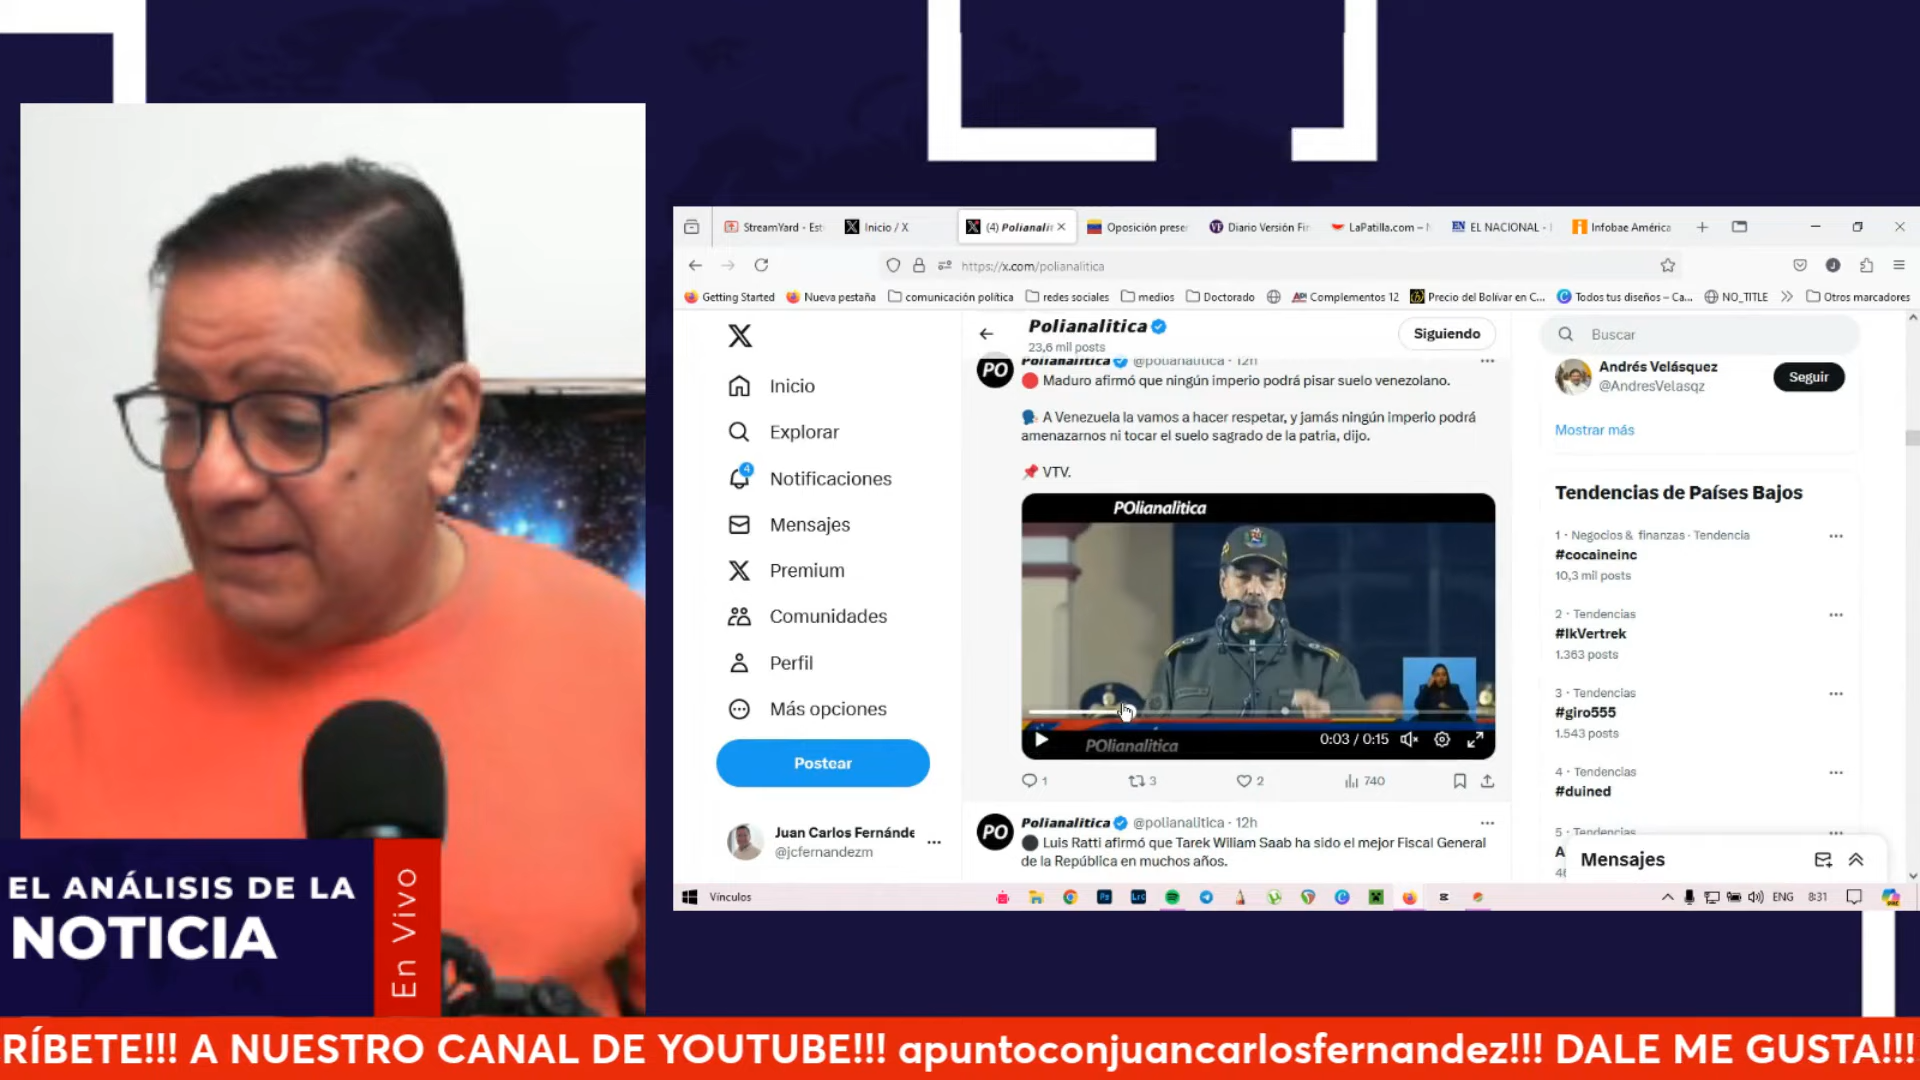 StreamYard - Est
Inicio / X
(4) Polianalit
Oposición prese
Diario Versión Fi
LaPatilla.com –
EL NACIONAL -
Infobae América
https://x.com/polianalitica
Getting Started
Nueva pestaña
comunicación política
redes sociales
medios
Doctorado
Complementos 12
Precio del Bolívar en C...
Todos tus diseños – Ca...
NO_TITLE
Otros marcadores
Inicio
Explorar
4
Notificaciones
Mensajes
Premium
Comunidades
Perfil
Más opciones
Postear
Juan Carlos Fernánde
@jcfernandezm
Polianalitica
23,6 mil posts
Siguiendo
PO
Polianalitica @polianalitica · 12h
Maduro afirmó que ningún imperio podrá pisar suelo venezolano.
A Venezuela la vamos a hacer respetar, y jamás ningún imperio podrá
amenazarnos ni tocar el suelo sagrado de la patria, dijo.
VTV.
POlianalitica
POlianalitica
0:03 / 0:15
1
3
2
740
PO
Polianalitica @polianalitica · 12h
Luis Ratti afirmó que Tarek William Saab ha sido el mejor Fiscal General
de la República en muchos años.
Buscar
Andrés Velásquez
@AndresVelasqz
Seguir
Mostrar más
Tendencias de Países Bajos
1 · Negocios & finanzas · Tendencia
#cocaineinc
10,3 mil posts
2 · Tendencias
#IkVertrek
1.363 posts
3 · Tendencias
#giro555
1.543 posts
4 · Tendencias
#duined
5 · Tendencias
Mensajes
Vínculos
ENG
8:31
EL ANÁLISIS DE LA
NOTICIA
En Vivo
RÍBETE!!! A NUESTRO CANAL DE YOUTUBE!!! apuntoconjuancarlosfernandez!!! DALE ME GUSTA!!!